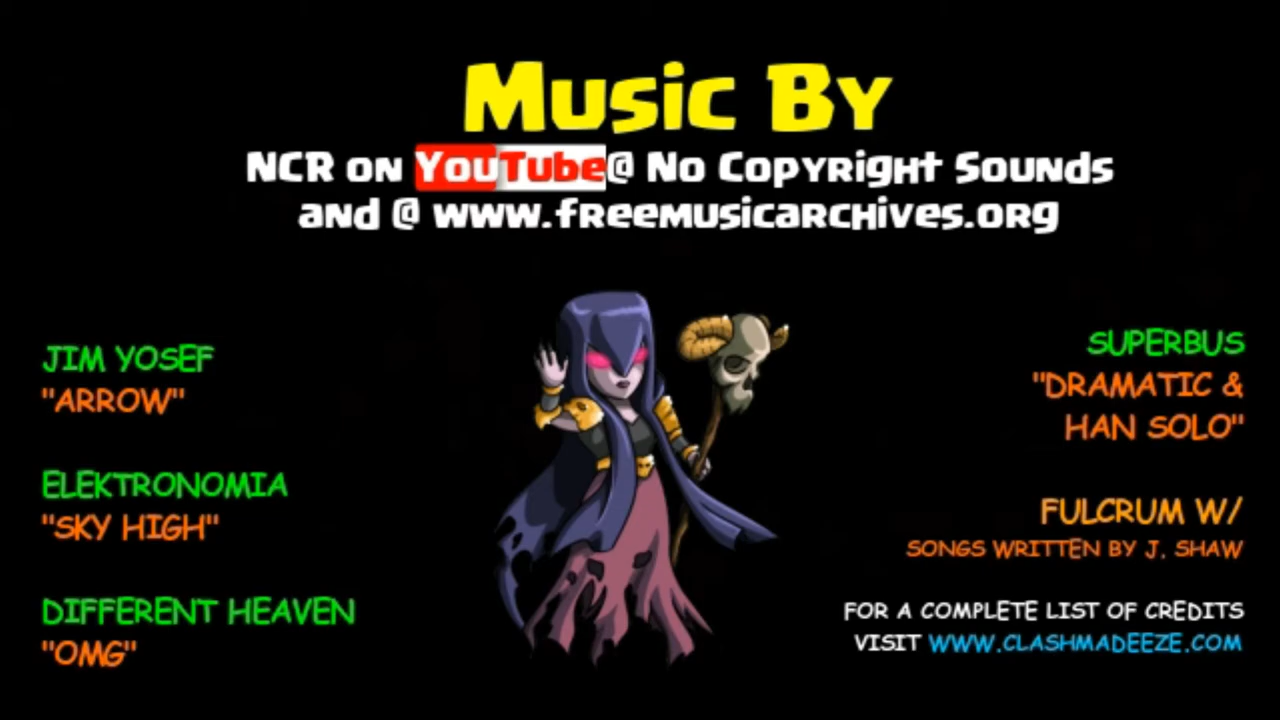 Music By
NCR on YouTube@ No Copyright Sounds
and @ www.freemusicarchives.org
JIM YOSEF
"ARROW"
ELEKTRONOMIA
"SKY HIGH"
DIFFERENT HEAVEN
"OMG"
SUPERBUS
"DRAMATIC &
HAN SOLO"
FULCRUM W/
SONGS WRITTEN BY J. SHAW
FOR A COMPLETE LIST OF CREDITS
VISIT WWW.CLASHMADEEZE.COM